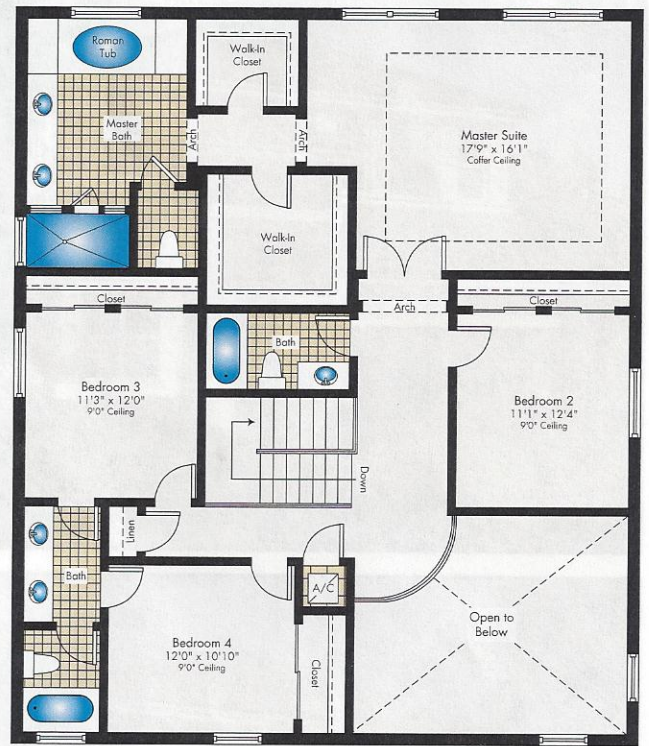 Roman
Tub
Walk-In
Closet
Master
Bath
Arch
Arch
Master Suite
17'9" x 16'1"
Coffer Ceiling
Walk-In
Closet
Closet
Arch
Closet
Bath
Bedroom 3
11'3" x 12'0"
9'0" Ceiling
Bedroom 2
11'1" x 12'4"
9'0" Ceiling
Down
Linen
Bath
A/C
Open to
Below
Bedroom 4
12'0" x 10'10"
9'0" Ceiling
Closet